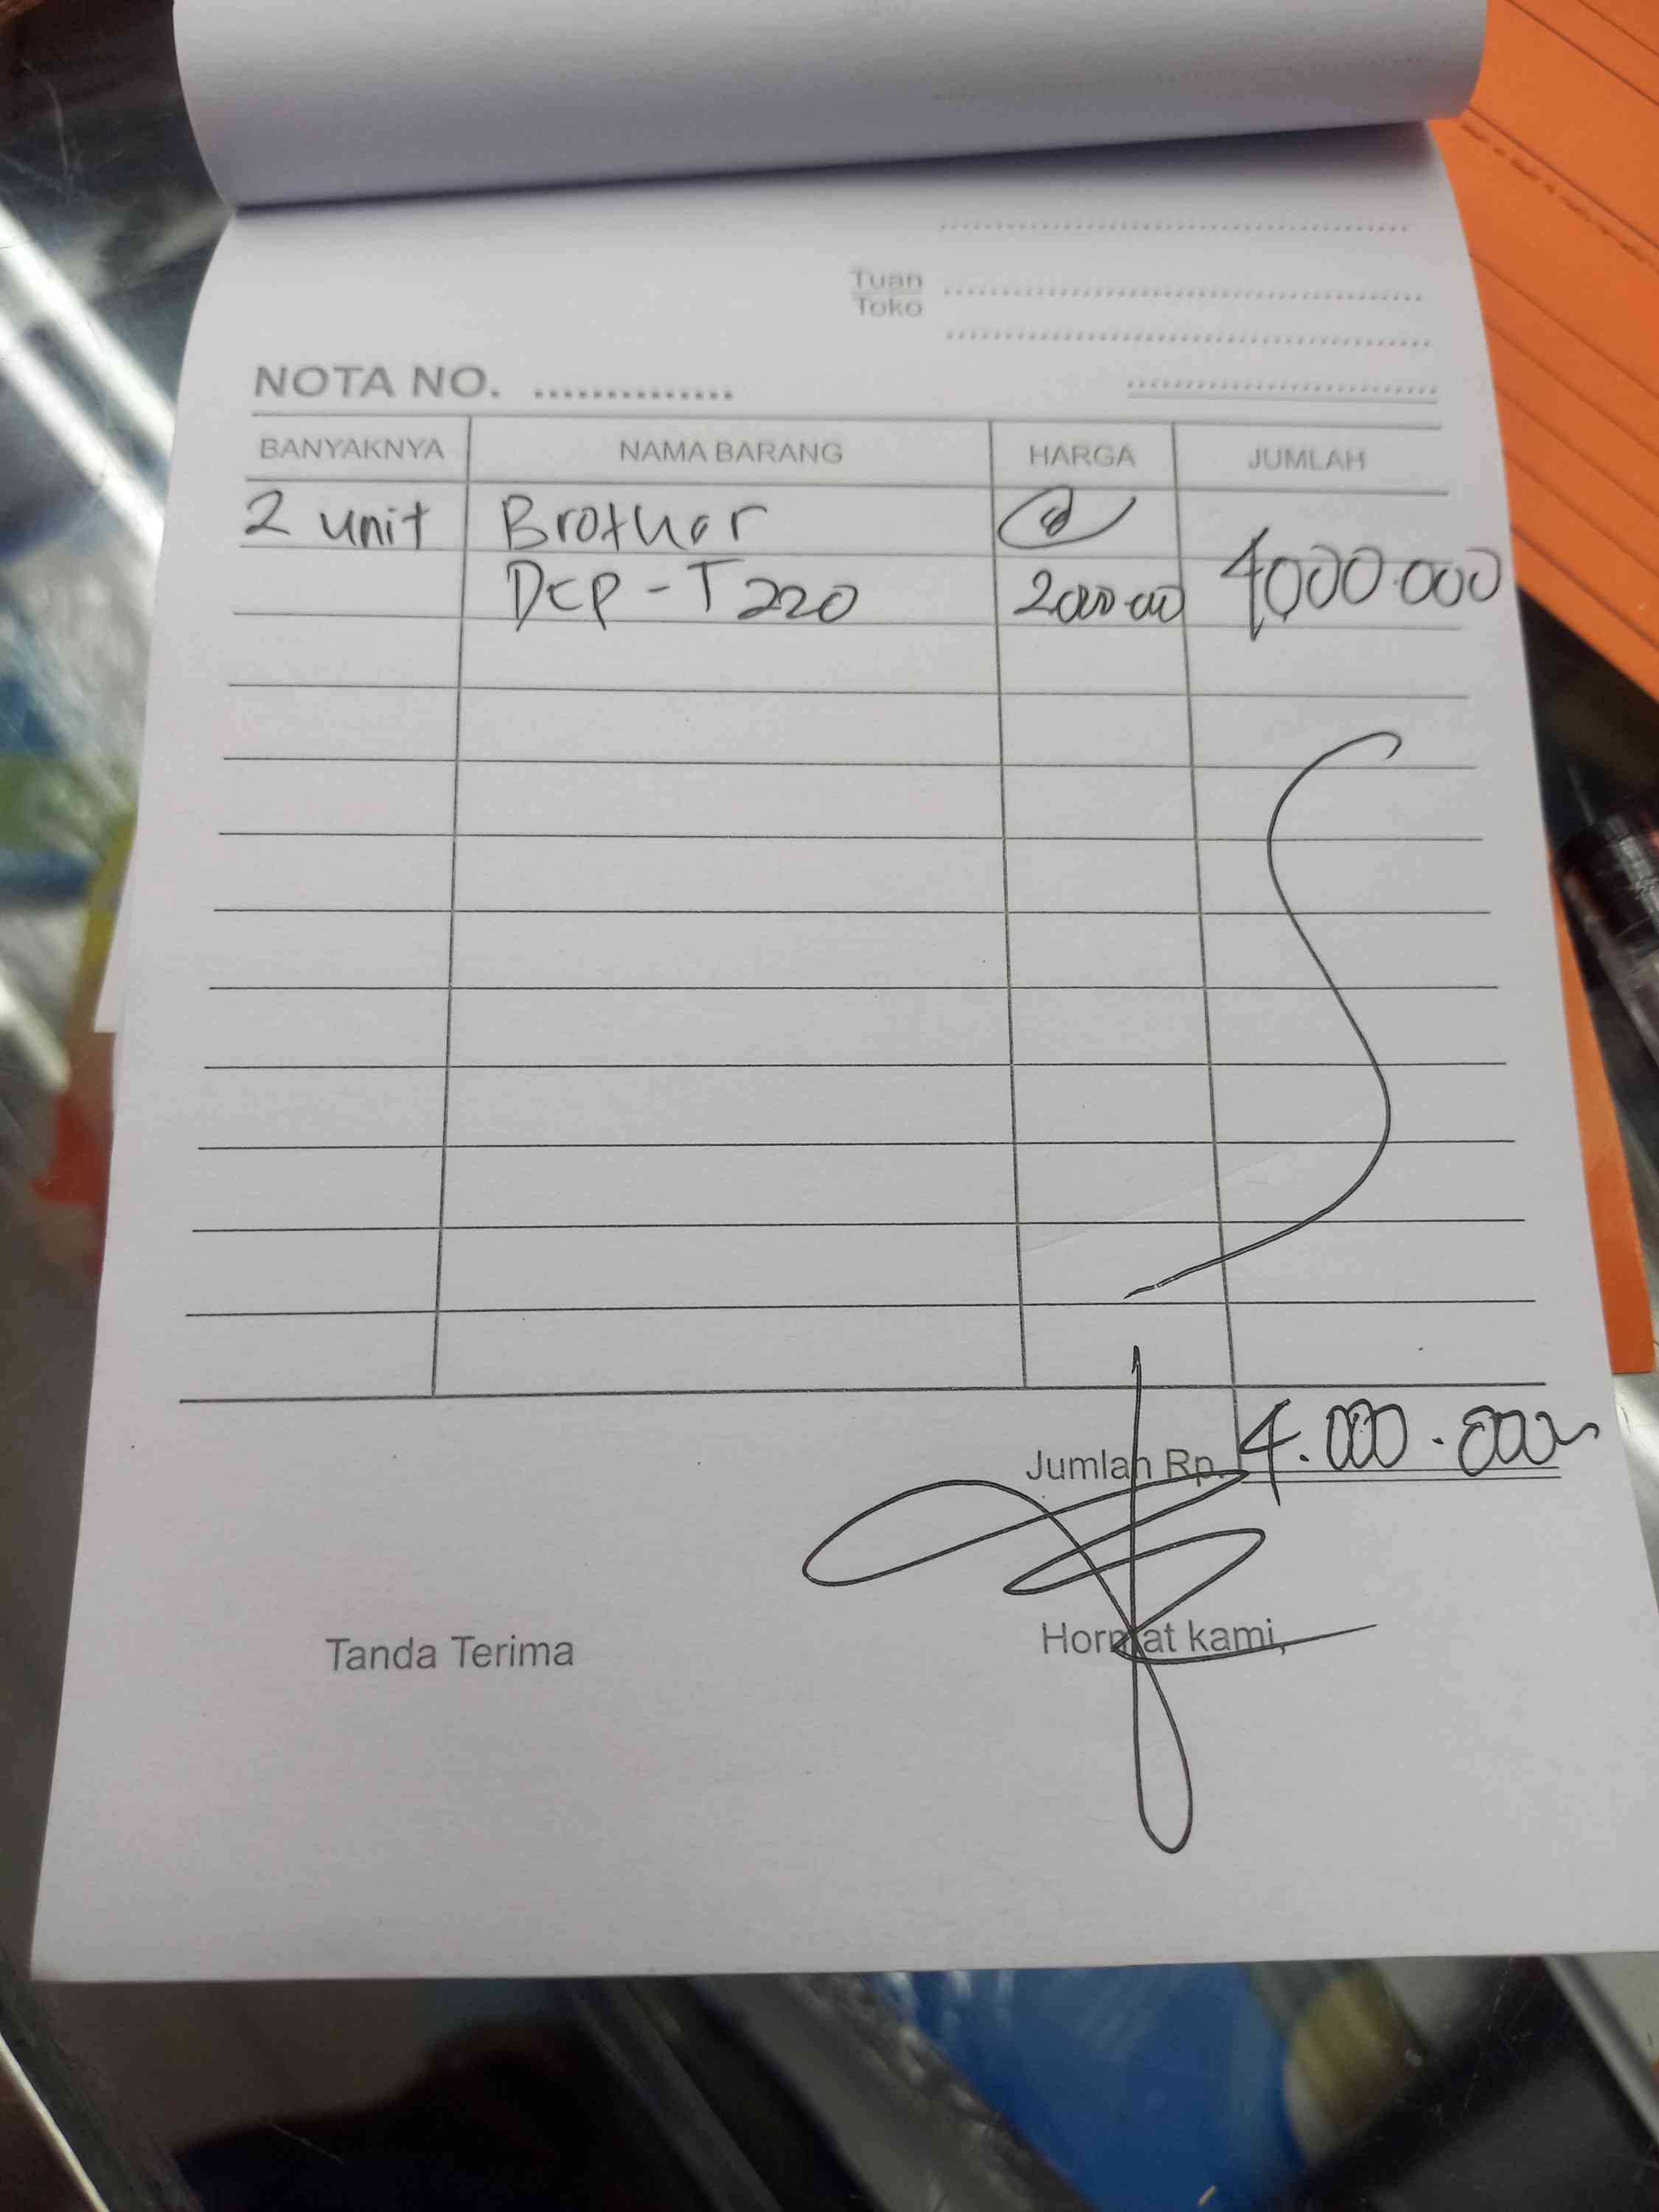 Tuan
Toko
NOTA NO. ..............
BANYAKNYA NAMA BARANG HARGA JUMLAH
2 unit Brother @
DCP-T220 2000.000 4000.000
Jumlah Rp. 4.000.000
Tanda Terima Hormat kami,